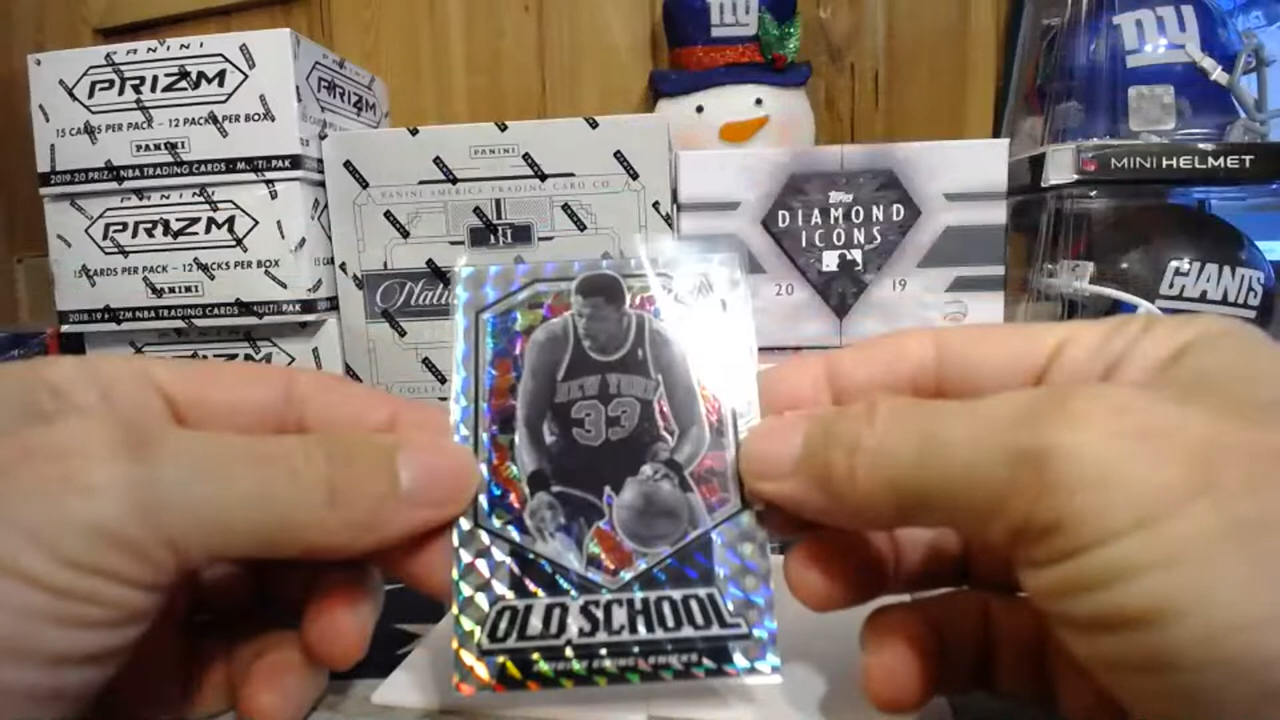 ny
ny
PANINI
PRIZM
15 CARDS PER PACK – 12 PACKS PER BOX
PANINI
2019-20 PRIZM NBA TRADING CARDS • MULTI-PAK
PRIZM
PANINI
PANINI AMERICA TRADING CARD CO.
MINI HELMET
TOPPS
DIAMOND
ICONS
20 19
PRIZM
15 CARDS PER PACK – 12 PACKS PER BOX
PANINI
2018-19 PRIZM NBA TRADING CARDS • MULTI-PAK
GIANTS
PRIZM
NEW YORK
33
OLD SCHOOL
PATRICK EWING KNICKS